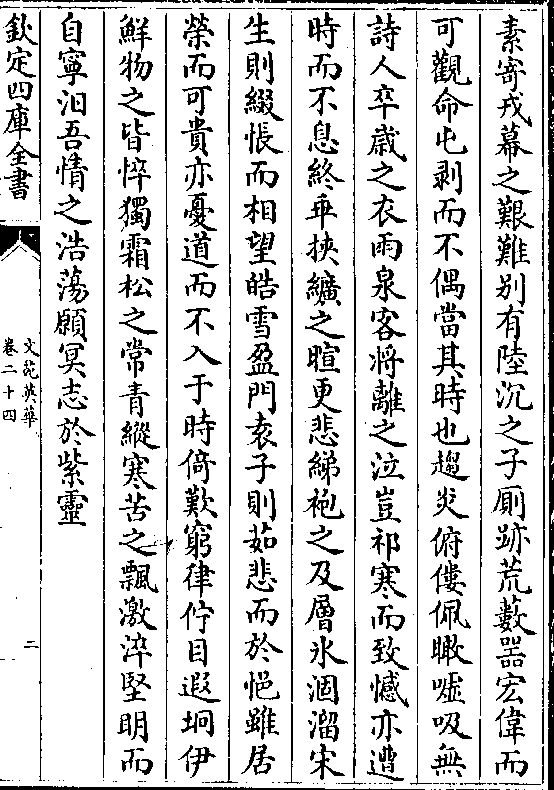 素寄戎幕之艱難别有陸沉之子厠跡荒藪器宏偉而
可觀命屯剥而不偶當其時也趨炎俯僂佩瞰嘘吸無
詩人卒歳之衣雨泉客將離之泣豈祁寒而致憾亦遭
時而不息終乖挾纊之暄更悲綈袍之及層氷涸溜宋
生則綴悵而相望皓雪盈門袁子則茹悲而於悒雖居
榮而可貴亦憂道而不入于時倚歎窮律佇目遐坰伊
鮮物之皆悴獨霜松之常青縱寒苦之飄激淬堅明而
自寧汩吾情之浩蕩願冥志於紫靈
欽定四庫全書
文苑英華
卷二十四
二